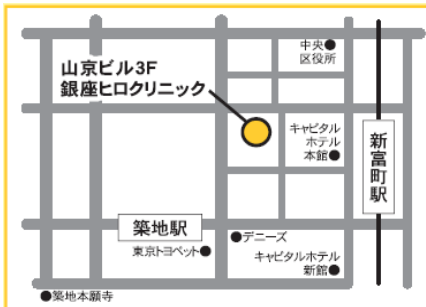 中央
区役所
山京ビル3F
銀座ヒロクリニック
キャピタル
ホテル
本館
新富町駅
築地駅
デニーズ
東京トヨペット
キャピタルホテル
新館
築地本願寺